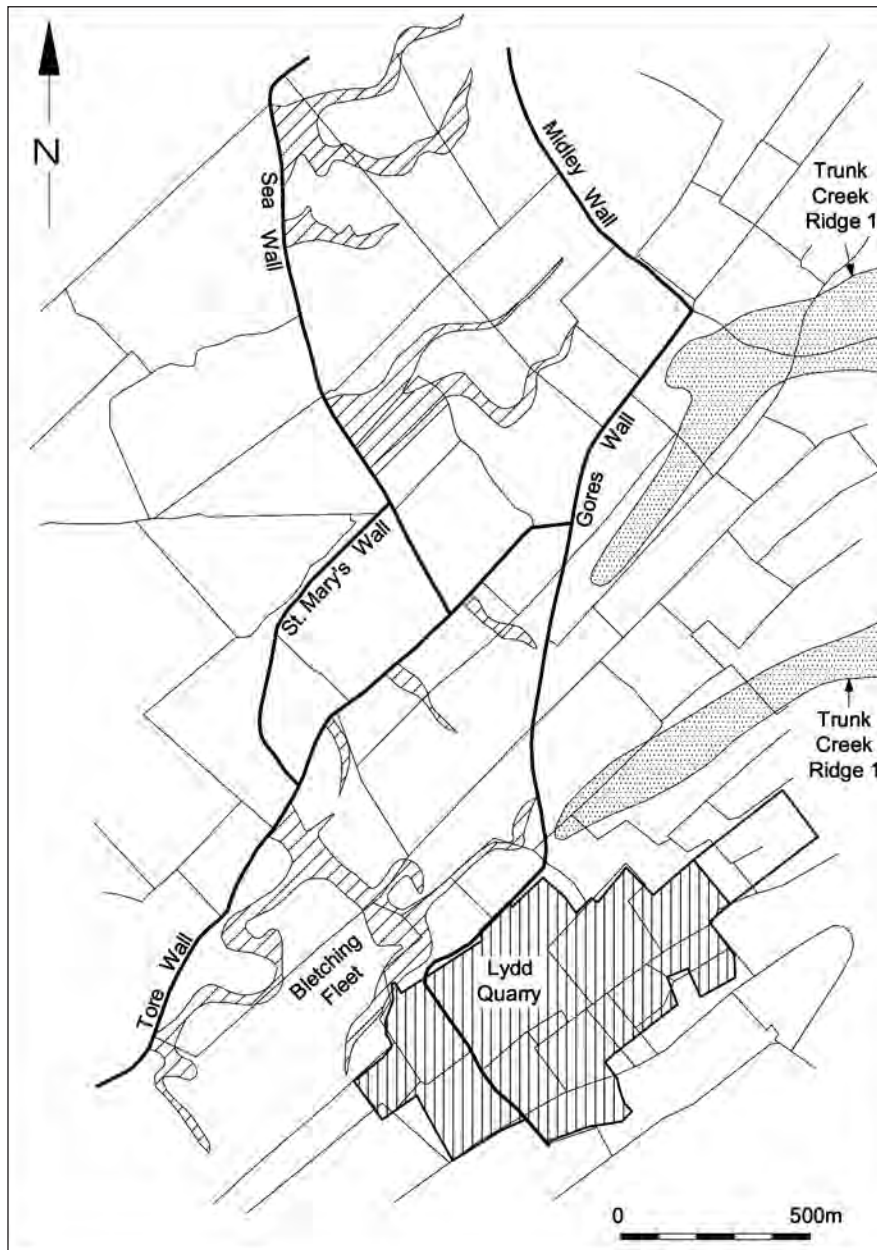 N
Sea Wall
Midley Wall
Trunk
Creek
Ridge 1
Gores Wall
St. Mary's Wall
Trunk
Creek
Ridge 1
Tore Wall
Bletching
Fleet
Lydd
Quarry
0 500m